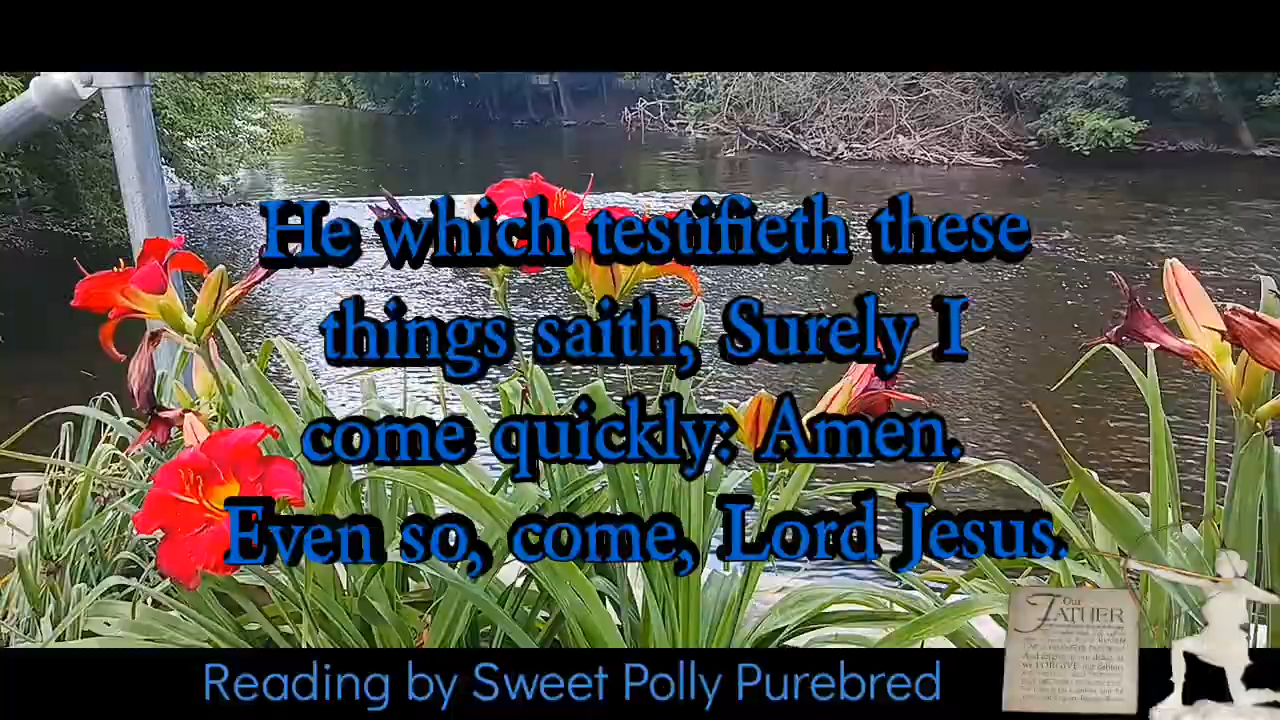 He which testifieth these
things saith, Surely I
come quickly: Amen.
Even so, come, Lord Jesus.
Reading by Sweet Polly Purebred
Our
FATHER